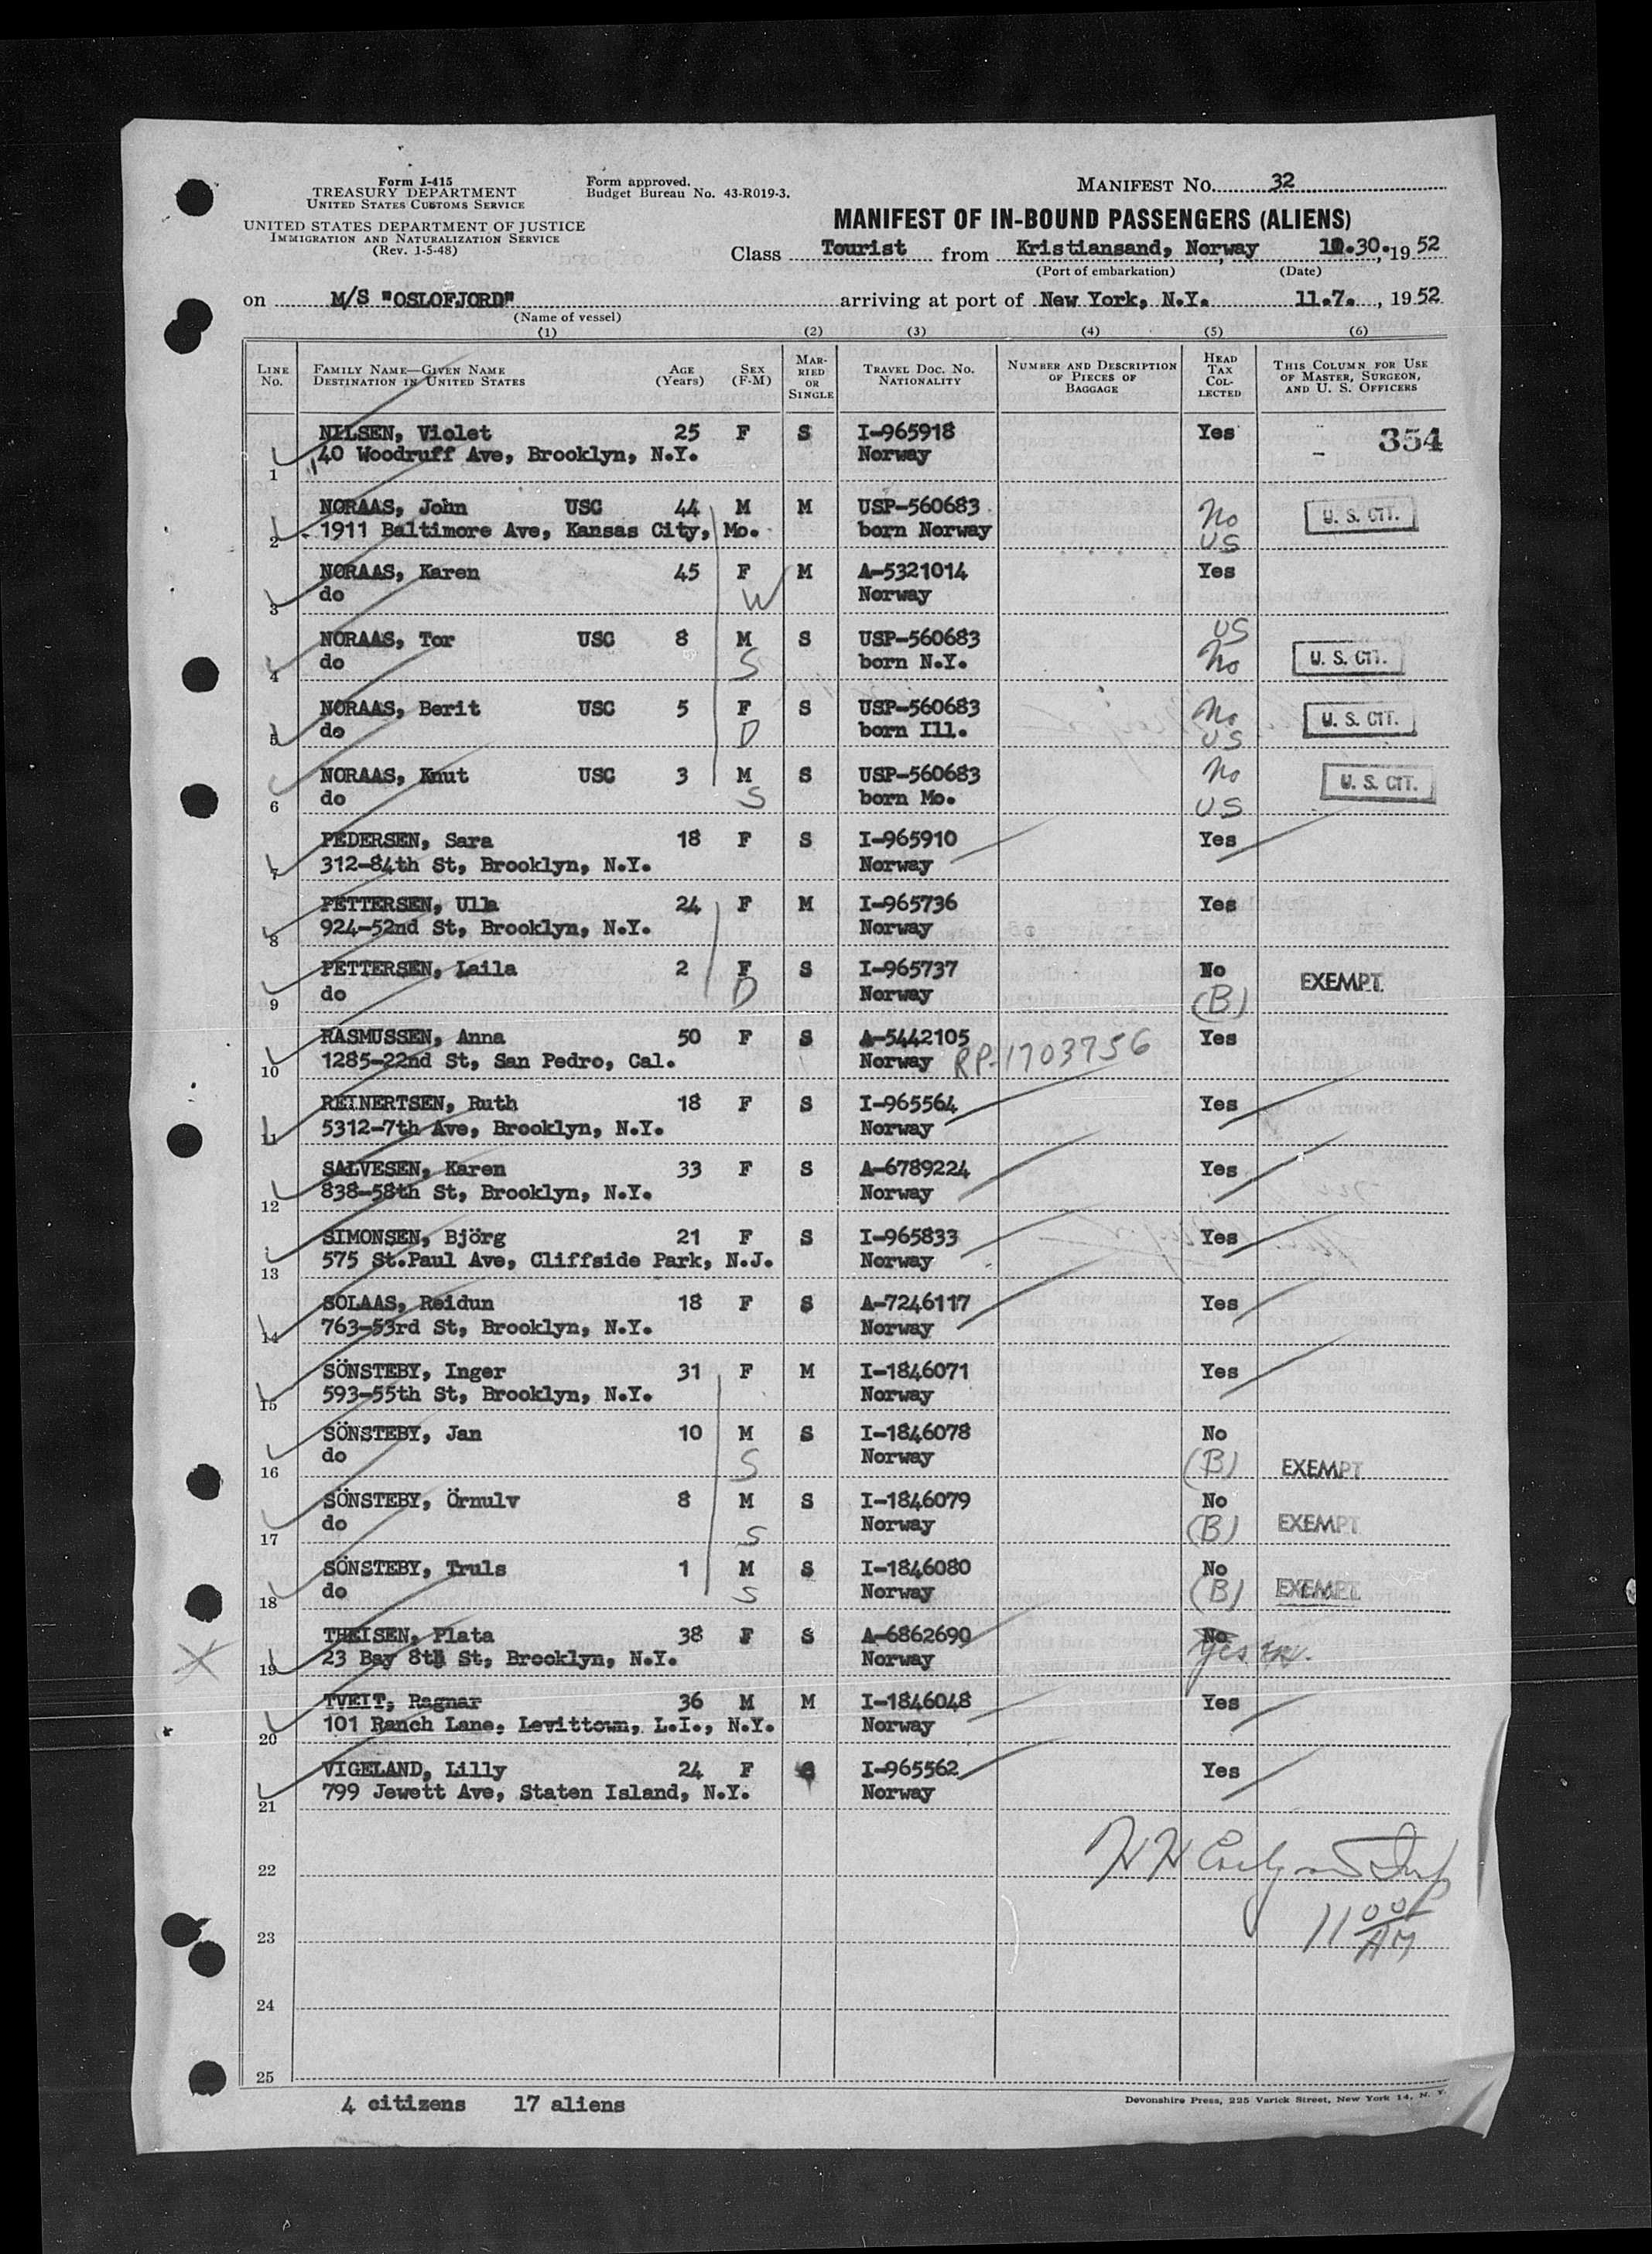 Form I-415
TREASURY DEPARTMENT
UNITED STATES CUSTOMS SERVICE
UNITED STATES DEPARTMENT OF JUSTICE
IMMIGRATION AND NATURALIZATION SERVICE
(Rev. 1-5-48)
Form approved.
Budget Bureau No. 43-R019-3.
MANIFEST NO. 32
MANIFEST OF IN-BOUND PASSENGERS (ALIENS)
Class Tourist from Kristiansand, Norway 10.30., 1952
(Port of embarkation) (Date)
on M/S "OSLOFJORD" arriving at port of New York, N.Y. 11.7., 1952
(Name of vessel)
(1) (2) (3) (4) (5) (6)
LINE No. FAMILY NAME—GIVEN NAME DESTINATION IN UNITED STATES AGE (Years) SEX (F-M) MARRIED OR SINGLE TRAVEL DOC. NO. NATIONALITY NUMBER AND DESCRIPTION OF PIECES OF BAGGAGE HEAD TAX COLLECTED THIS COLUMN FOR USE OF MASTER, SURGEON, AND U. S. OFFICERS
NILSEN, Violet 25 F S I-965918 Yes 354
1 40 Woodruff Ave, Brooklyn, N.Y. Norway
NORAAS, John USC 44 M M USP-560683 No U. S. CIT.
2 1911 Baltimore Ave, Kansas City, Mo. born Norway US
NORAAS, Karen 45 F M A-5321014 Yes
3 do W Norway
NORAAS, Tor USC 8 M S USP-560683 US
4 do S born N.Y. No U. S. CIT.
NORAAS, Berit USC 5 F S USP-560683 No U. S. CIT.
5 do D born Ill. US
NORAAS, Knut USC 3 M S USP-560683 No U. S. CIT.
6 do S born Mo. US
PEDERSEN, Sara 18 F S I-965910 Yes
7 312-84th St, Brooklyn, N.Y. Norway
PETTERSEN, Ulla 24 F M I-965736 Yes
8 924-52nd St, Brooklyn, N.Y. Norway
PETTERSEN, Laila 2 F S I-965737 No EXEMPT
9 do D Norway (B)
RASMUSSEN, Anna 50 F S A-5442105 Yes
10 1285-22nd St, San Pedro, Cal. Norway RP-1703756
REINERTSEN, Ruth 18 F S I-965564 Yes
11 5312-7th Ave, Brooklyn, N.Y. Norway
SALVESEN, Karen 33 F S A-6789224 Yes
12 838-58th St, Brooklyn, N.Y. Norway
SIMONSEN, Björg 21 F S I-965833 Yes
13 575 St.Paul Ave, Cliffside Park, N.J. Norway
SOLAAS, Reidun 18 F S A-7246117 Yes
14 763-53rd St, Brooklyn, N.Y. Norway
SÖNSTEBY, Inger 31 F M I-1846071 Yes
15 593-55th St, Brooklyn, N.Y. Norway
SÖNSTEBY, Jan 10 M S I-1846078 No
16 do S Norway (B) EXEMPT
SÖNSTEBY, Örnulv 8 M S I-1846079 No
17 do S Norway (B) EXEMPT
SÖNSTEBY, Truls 1 M S I-1846080 No
18 do S Norway (B) EXEMPT
THEISEN, Plata 38 F S A-6862690 No
19 23 Bay 8th St, Brooklyn, N.Y. Norway Yes
TVEIT, Ragnar 36 M M I-1846048 Yes
20 101 Ranch Lane, Levittown, L.I., N.Y. Norway
VIGELAND, Lilly 24 F S I-965562 Yes
21 799 Jewett Ave, Staten Island, N.Y. Norway
22
23 11 00 AM
24
25
4 citizens 17 aliens
Devonshire Press, 225 Varick Street, New York 14, N. Y.